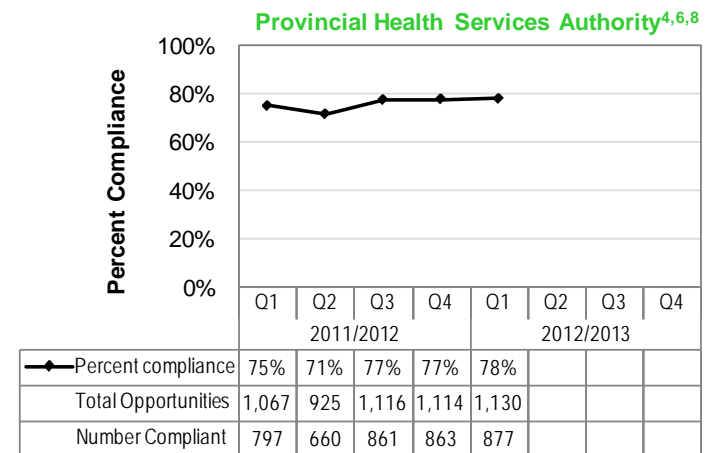 Provincial Health Services Authority4,6,8
Percent Compliance
100%
80%
60%
40%
20%
0%
Q1 Q2 Q3 Q4 Q1 Q2 Q3 Q4
2011/2012 2012/2013
Percent compliance 75% 71% 77% 77% 78%
Total Opportunities 1,067 925 1,116 1,114 1,130
Number Compliant 797 660 861 863 877